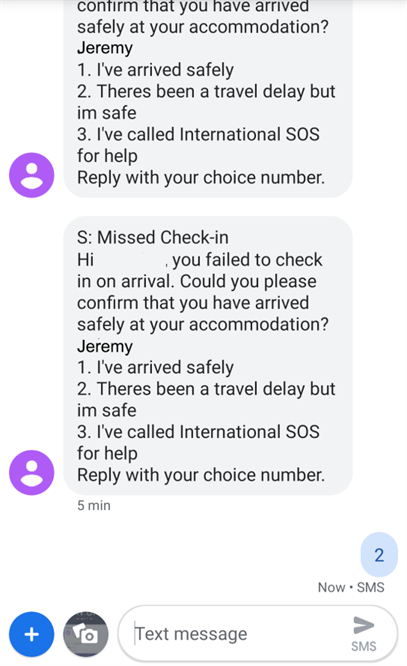 confirm that you have arrived
safely at your accommodation?
Jeremy
1. I've arrived safely
2. Theres been a travel delay but
im safe
3. I've called International SOS
for help
Reply with your choice number.
S: Missed Check-in
Hi , you failed to check
in on arrival. Could you please
confirm that you have arrived
safely at your accommodation?
Jeremy
1. I've arrived safely
2. Theres been a travel delay but
im safe
3. I've called International SOS
for help
Reply with your choice number.
5 min
2
Now • SMS
Text message
SMS